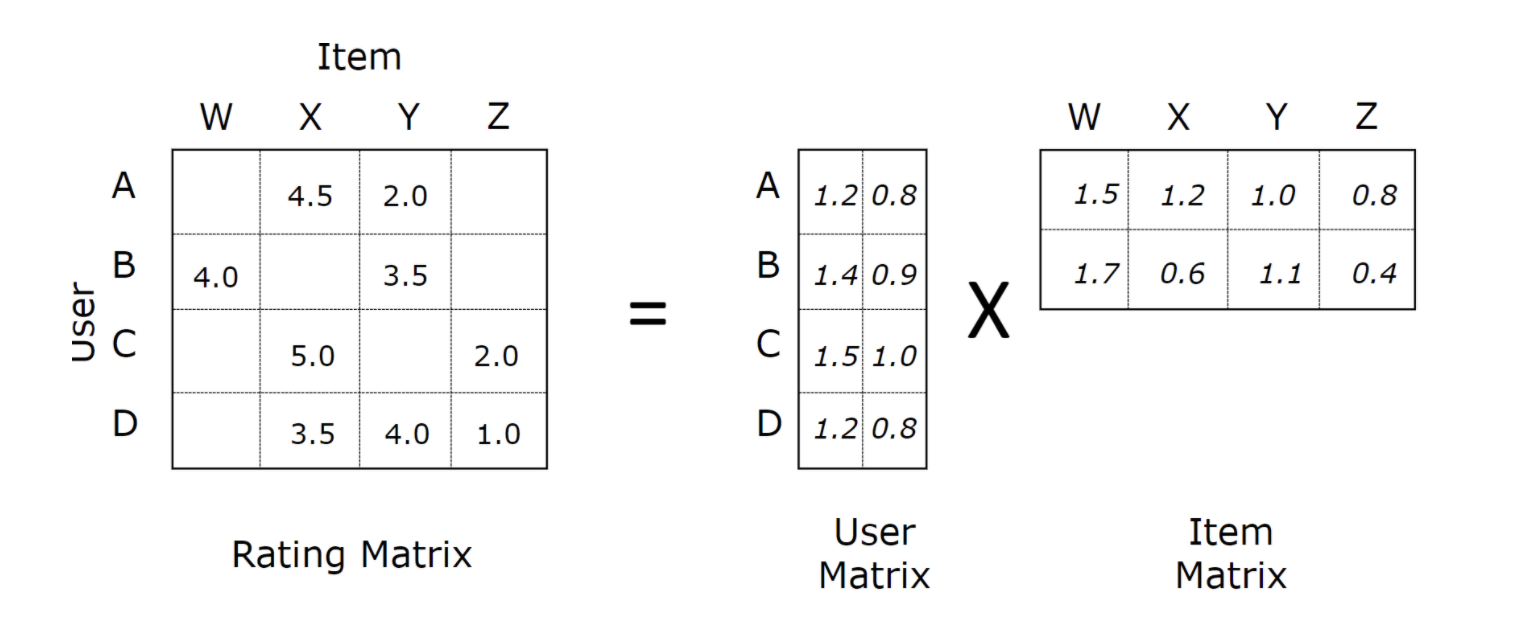 Item
W X Y Z W X Y Z
A 4.5 2.0 A 1.2 0.8 1.5 1.2 1.0 0.8
B 4.0 3.5 B 1.4 0.9 1.7 0.6 1.1 0.4
User
= X
C 5.0 2.0 C 1.5 1.0
D 3.5 4.0 1.0 D 1.2 0.8
Rating Matrix
User
Matrix
Item
Matrix